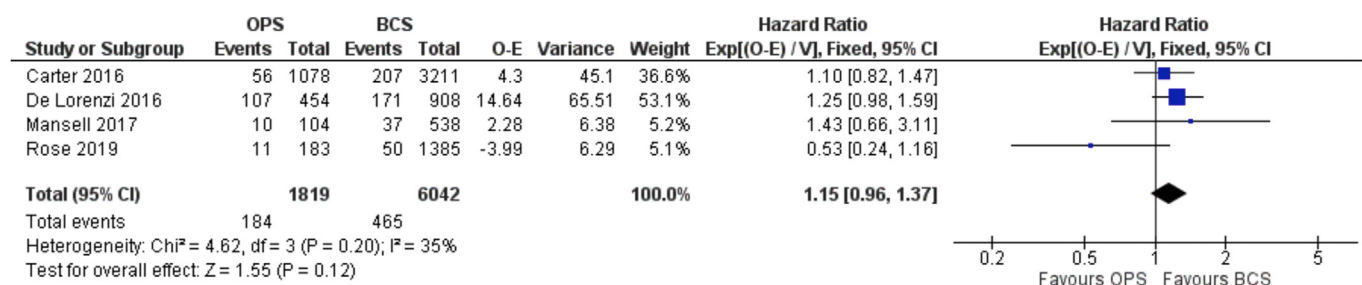 OPS BCS Hazard Ratio Hazard Ratio
Study or Subgroup Events Total Events Total O-E Variance Weight Exp[(O-E) / V], Fixed, 95% CI Exp[(O-E) / V], Fixed, 95% CI
Carter 2016 56 1078 207 3211 4.3 45.1 36.6% 1.10 [0.82, 1.47]
De Lorenzi 2016 107 454 171 908 14.64 65.51 53.1% 1.25 [0.98, 1.59]
Mansell 2017 10 104 37 538 2.28 6.38 5.2% 1.43 [0.66, 3.11]
Rose 2019 11 183 50 1385 -3.99 6.29 5.1% 0.53 [0.24, 1.16]
Total (95% CI) 1819 6042 100.0% 1.15 [0.96, 1.37]
Total events 184 465
Heterogeneity: Chi² = 4.62, df = 3 (P = 0.20); I² = 35%
Test for overall effect: Z = 1.55 (P = 0.12)
0.2 0.5 1 2 5
Favours OPS Favours BCS